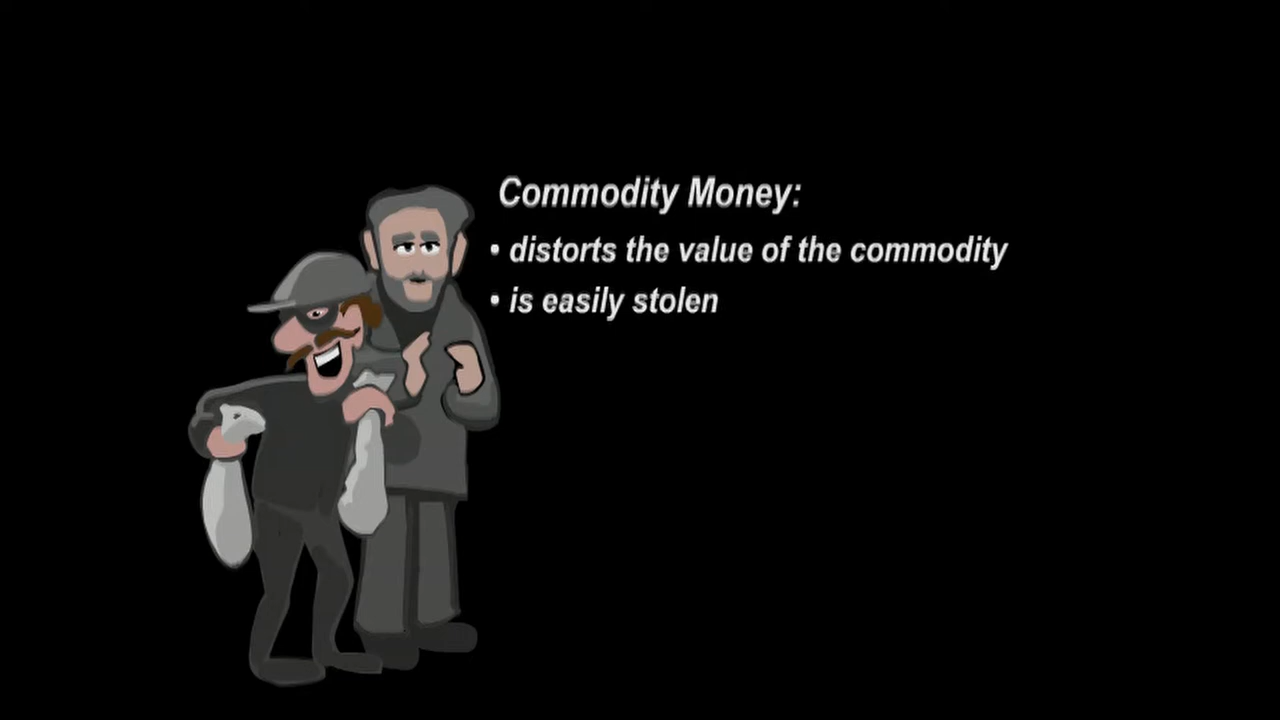 Commodity Money:
• distorts the value of the commodity
• is easily stolen